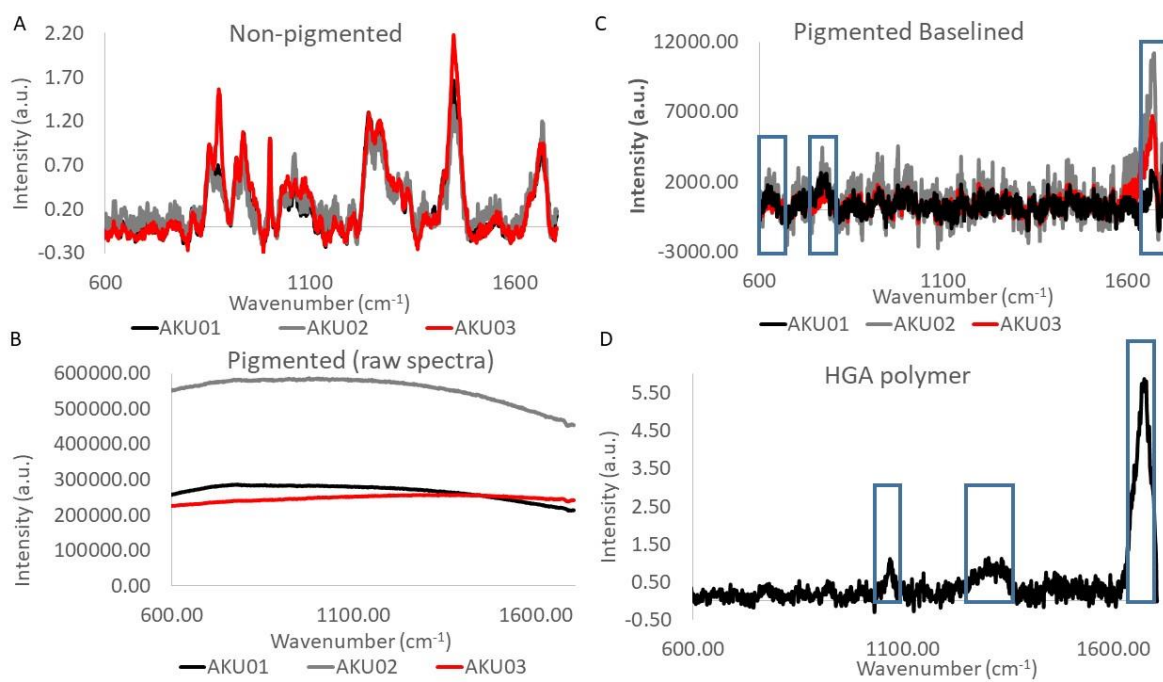 A
Non-pigmented
2.20
1.70
1.20
0.70
0.20
-0.30
Intensity (a.u.)
600
1100
1600
Wavenumber (cm-1)
AKU01
AKU02
AKU03
C
Pigmented Baselined
12000.00
7000.00
2000.00
-3000.00
Intensity (a.u.)
600
1100
1600
Wavenumber (cm-1)
AKU01
AKU02
AKU03
B
Pigmented (raw spectra)
600000.00
500000.00
400000.00
300000.00
200000.00
100000.00
0.00
Intensity (a.u.)
600.00
1100.00
1600.00
Wavenumber (cm-1)
AKU01
AKU02
AKU03
D
HGA polymer
5.50
4.50
3.50
2.50
1.50
0.50
-0.50
Intensity (a.u.)
600.00
1100.00
1600.00
Wavenumber (cm-1)